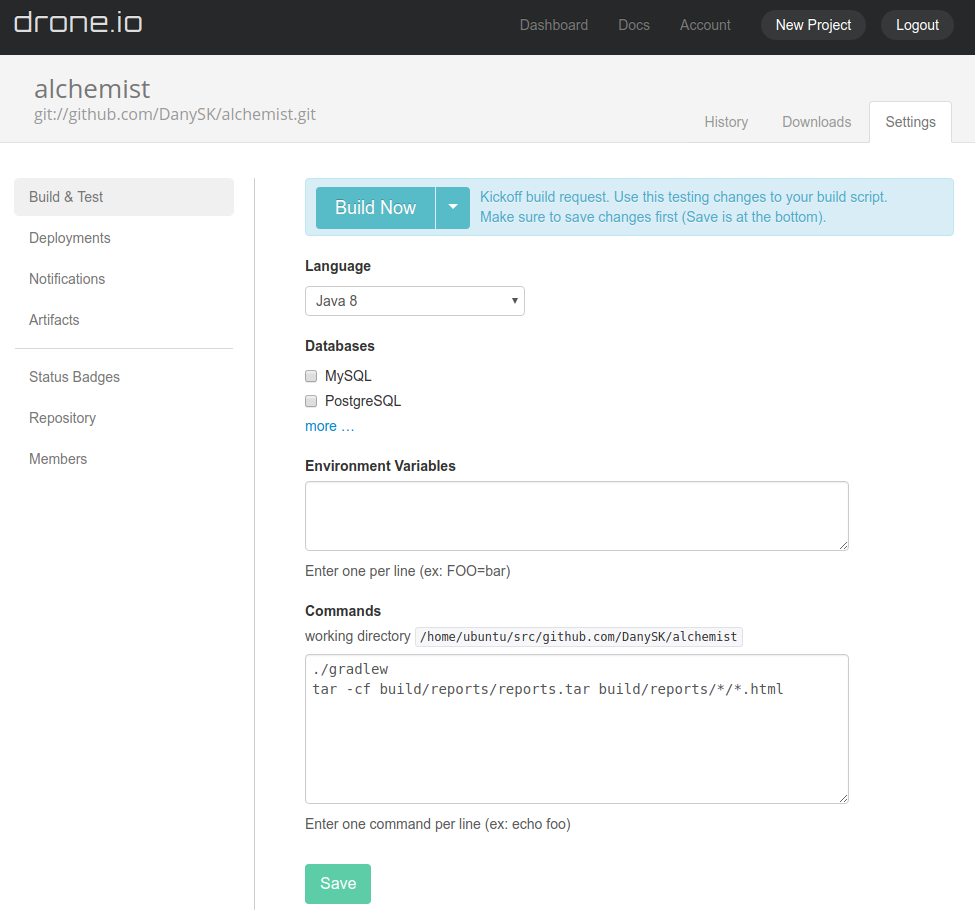 drone.io
Dashboard Docs Account New Project Logout
alchemist
git://github.com/DanySK/alchemist.git
History Downloads Settings
Build & Test
Deployments
Notifications
Artifacts
Status Badges
Repository
Members
Build Now
Kickoff build request. Use this testing changes to your build script.
Make sure to save changes first (Save is at the bottom).
Language
Java 8
Databases
MySQL
PostgreSQL
more …
Environment Variables
Enter one per line (ex: FOO=bar)
Commands
working directory /home/ubuntu/src/github.com/DanySK/alchemist
./gradlew
tar -cf build/reports/reports.tar build/reports/*/*.html
Enter one command per line (ex: echo foo)
Save